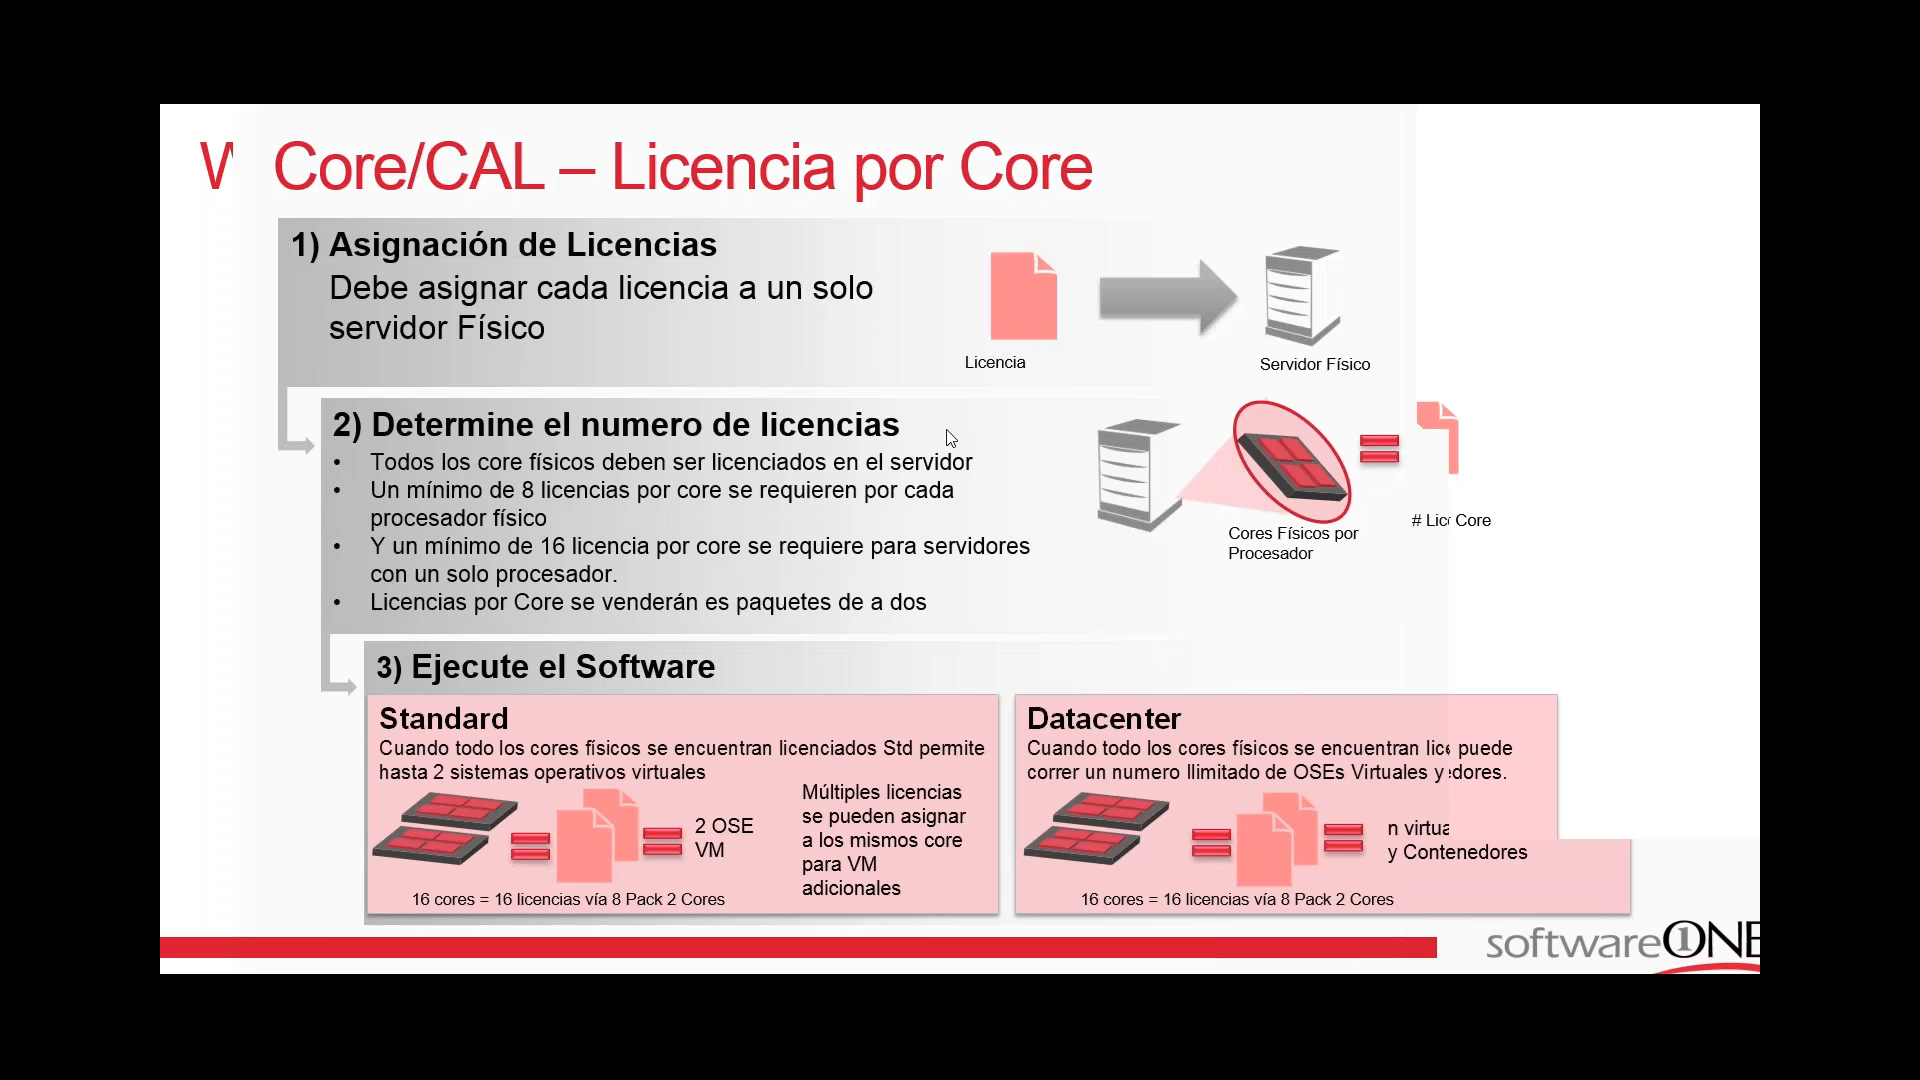 W Core/CAL – Licencia por Core
1) Asignación de Licencias
Debe asignar cada licencia a un solo
servidor Físico
Licencia
Servidor Físico
2) Determine el numero de licencias
• Todos los core físicos deben ser licenciados en el servidor
• Un mínimo de 8 licencias por core se requieren por cada
procesador físico
• Y un mínimo de 16 licencia por core se requiere para servidores
con un solo procesador.
• Licencias por Core se venderán es paquetes de a dos
Cores Físicos por
Procesador
# Lic Core
3) Ejecute el Software
Standard
Cuando todo los cores físicos se encuentran licenciados Std permite
hasta 2 sistemas operativos virtuales
2 OSE
VM
Múltiples licencias
se pueden asignar
a los mismos core
para VM
adicionales
16 cores = 16 licencias vía 8 Pack 2 Cores
Datacenter
Cuando todo los cores físicos se encuentran lice puede
correr un numero Ilimitado de OSEs Virtuales y edores.
n virtua
y Contenedores
16 cores = 16 licencias vía 8 Pack 2 Cores
softwareONE